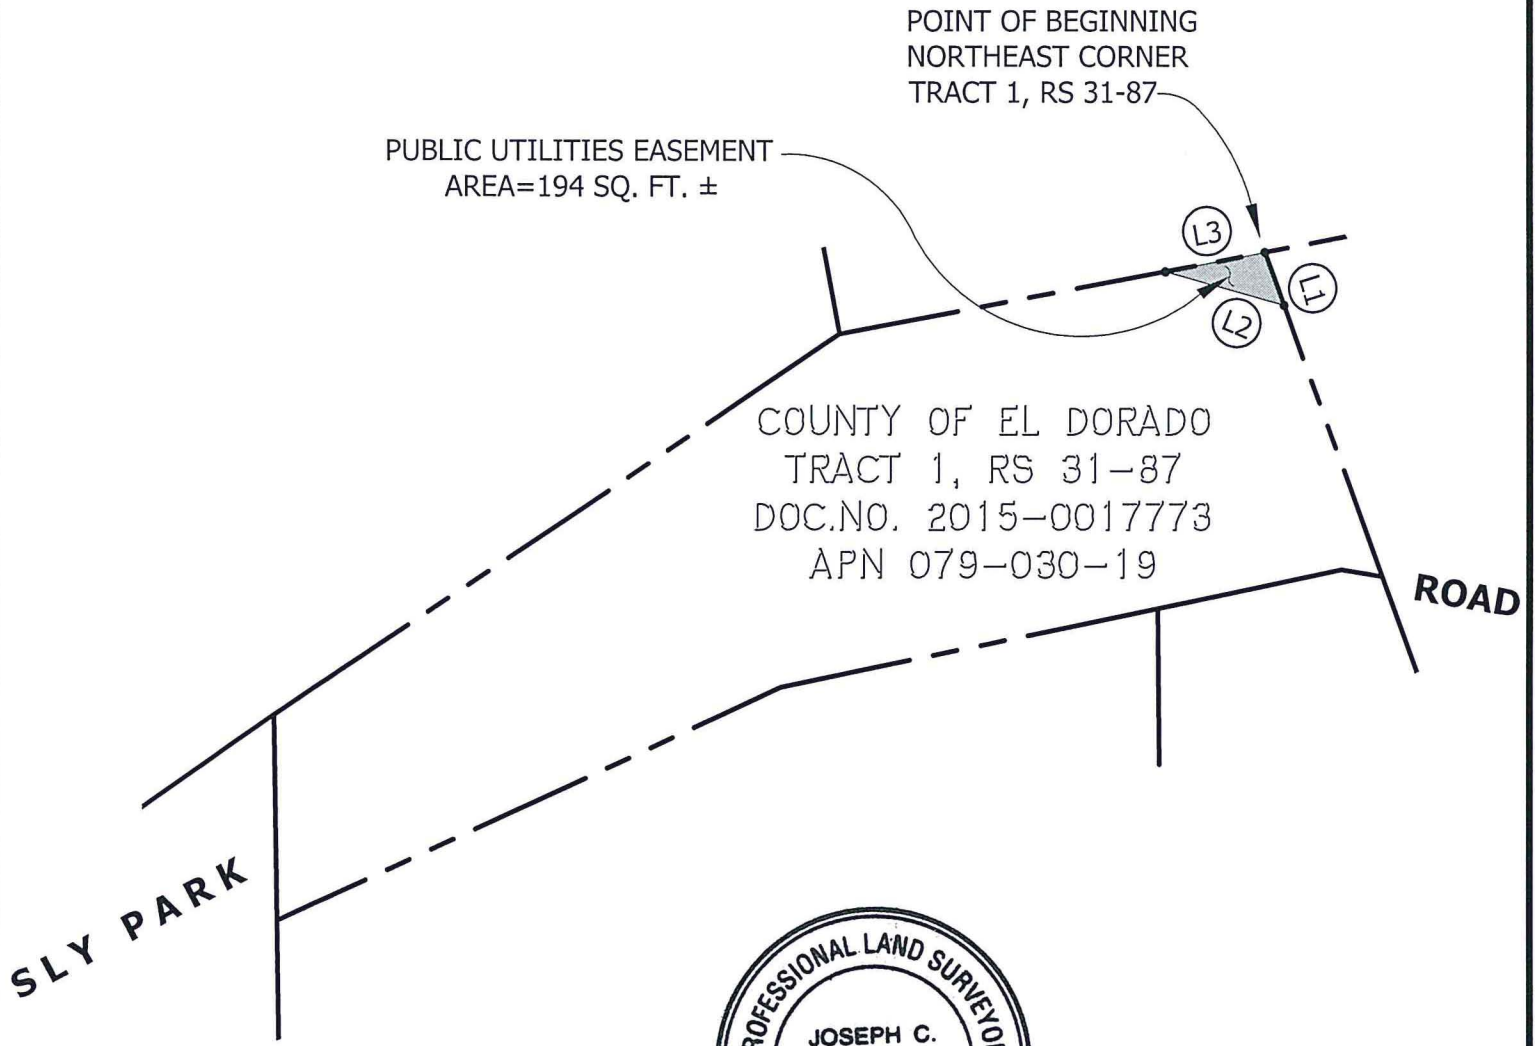 POINT OF BEGINNING
NORTHEAST CORNER
TRACT 1, RS 31-87
PUBLIC UTILITIES EASEMENT
AREA=194 SQ. FT. ±
L3
L1
L2
COUNTY OF EL DORADO
TRACT 1, RS 31-87
DOC.NO. 2015-0017773
APN 079-030-19
ROAD
SLY PARK
ROFESSIONAL LAND SURVEYO
JOSEPH C.